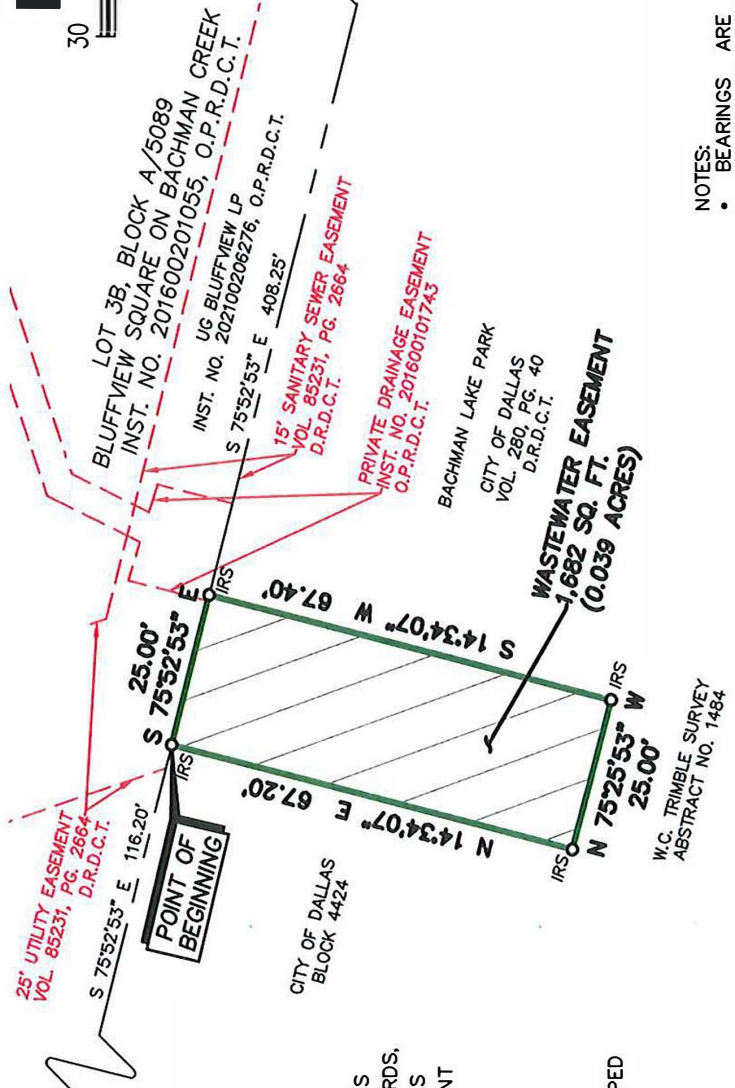 30
LOT 3B, BLOCK A/5089
BLUFFVIEW SQUARE ON BACHMAN CREEK
INST. NO. 201600201055, O.P.R.D.C.T.
INST. NO. 202100206276, O.P.R.D.C.T.
UG BLUFFVIEW LP
S 75°52'53" E 408.25'
15' SANITARY SEWER EASEMENT
VOL. 85231, PG. 2664
D.R.D.C.T.
PRIVATE DRAINAGE EASEMENT
INST. NO. 201600101743
O.P.R.D.C.T.
BACHMAN LAKE PARK
CITY OF DALLAS
VOL. 280, PG. 40
D.R.D.C.T.
WASTEWATER EASEMENT
1,682 SQ. FT.
(0.039 ACRES)
25' UTILITY EASEMENT
VOL. 85231, PG. 2664
D.R.D.C.T.
S 75°52'53" E 116.20'
POINT OF
BEGINNING
25.00'
S 75°52'53" E
IRS
IRS
S 14°34'07" W 67.40'
N 14°34'07" E 67.20'
IRS
IRS
N 75°25'53" W
25.00'
CITY OF DALLAS
BLOCK 4424
W.C. TRIMBLE SURVEY
ABSTRACT NO. 1484
NOTES:
• BEARINGS ARE
S
RDS,
S
NT
PED